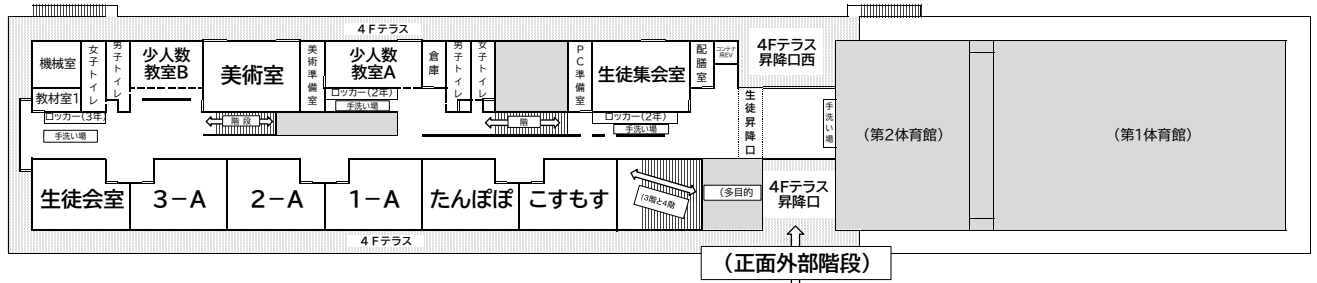 4Fテラス
機械室
女子トイレ
男子トイレ
少人数
教室B
美術室
美術準備室
少人数
教室A
倉庫
男子トイレ
女子トイレ
PC準備室
生徒集会室
配膳室
コンテナ
用EV
4Fテラス
昇降口西
教材室1
ロッカー(3年)
手洗い場
階段
ロッカー(2年)
手洗い場
階
ロッカー(2年)
手洗い場
生徒昇降口
手洗い場
(第2体育館)
(第1体育館)
生徒会室
3-A
2-A
1-A
たんぽぽ
こすもす
(3階と4階
(多目的
4Fテラス
昇降口
4Fテラス
(正面外部階段)